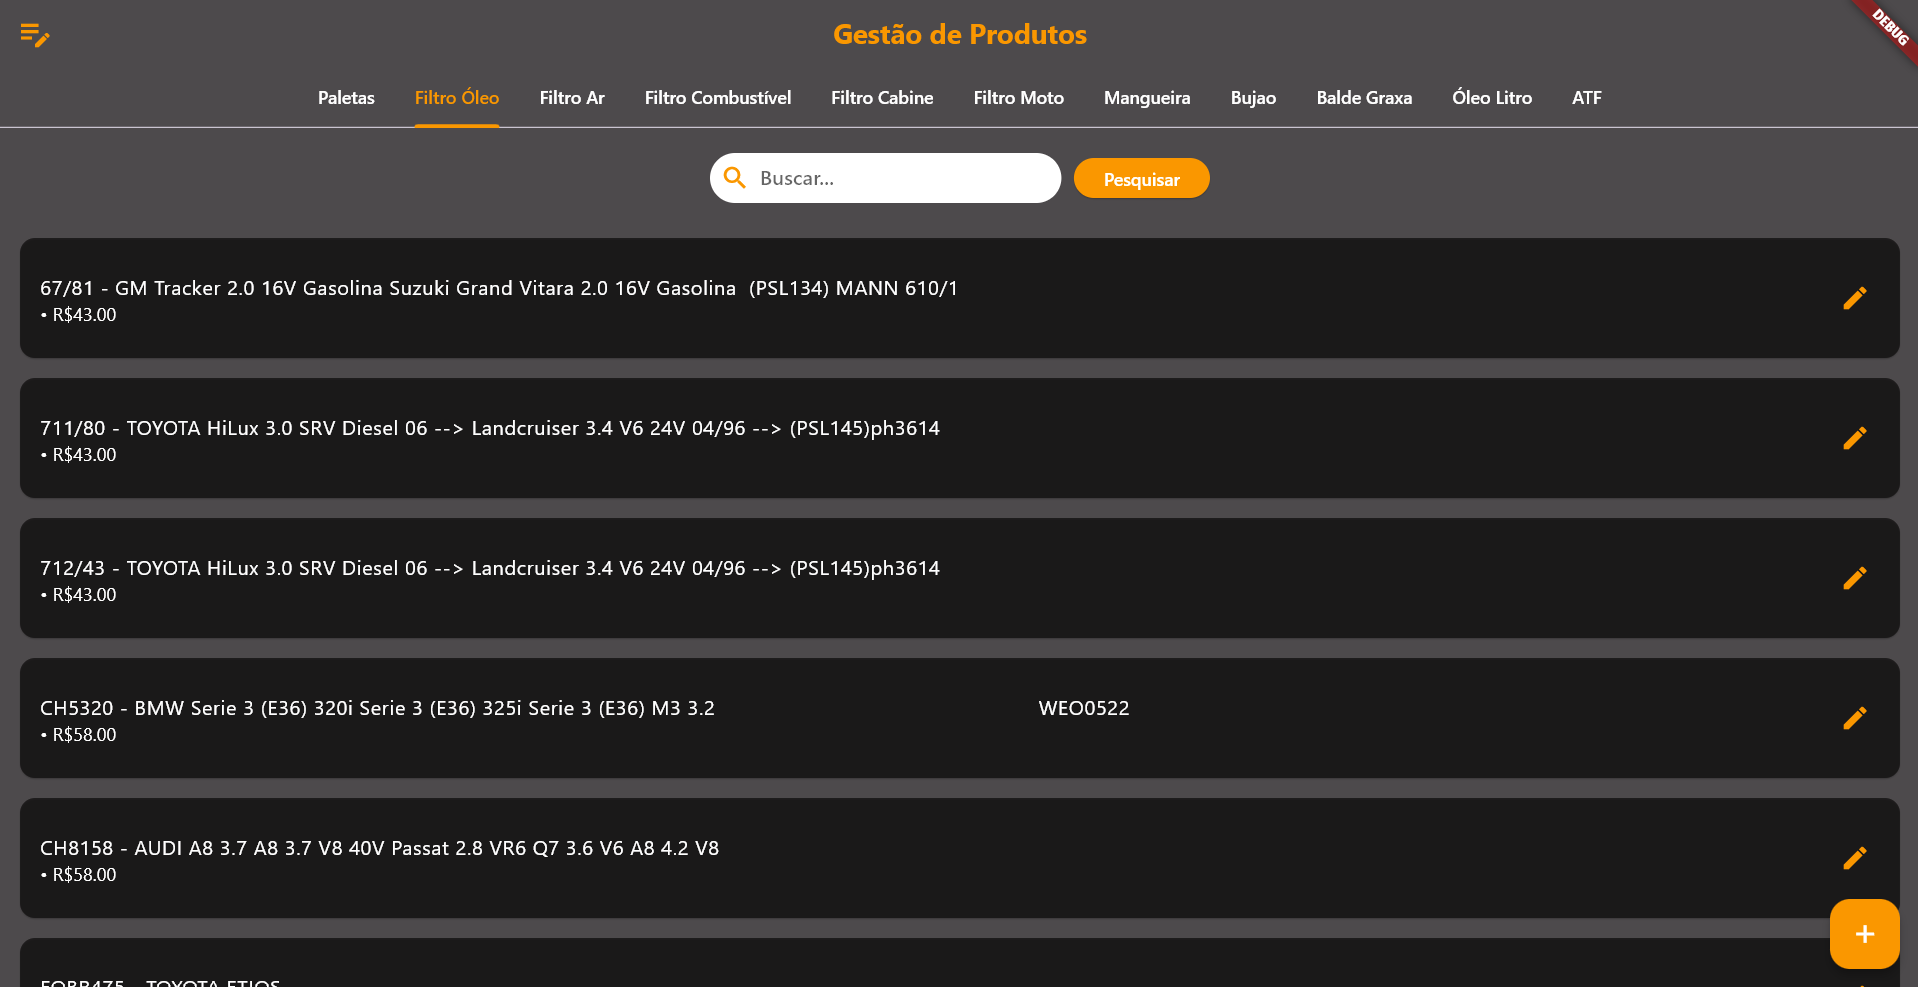 Gestão de Produtos
DEBUG
Paletas Filtro Óleo Filtro Ar Filtro Combustível Filtro Cabine Filtro Moto Mangueira Bujao Balde Graxa Óleo Litro ATF
Buscar... Pesquisar
67/81 - GM Tracker 2.0 16V Gasolina Suzuki Grand Vitara 2.0 16V Gasolina (PSL134) MANN 610/1
• R$43.00
711/80 - TOYOTA HiLux 3.0 SRV Diesel 06 --> Landcruiser 3.4 V6 24V 04/96 --> (PSL145)ph3614
• R$43.00
712/43 - TOYOTA HiLux 3.0 SRV Diesel 06 --> Landcruiser 3.4 V6 24V 04/96 --> (PSL145)ph3614
• R$43.00
CH5320 - BMW Serie 3 (E36) 320i Serie 3 (E36) 325i Serie 3 (E36) M3 3.2 WEO0522
• R$58.00
CH8158 - AUDI A8 3.7 A8 3.7 V8 40V Passat 2.8 VR6 Q7 3.6 V6 A8 4.2 V8
• R$58.00
- TOYOTA ETIOS